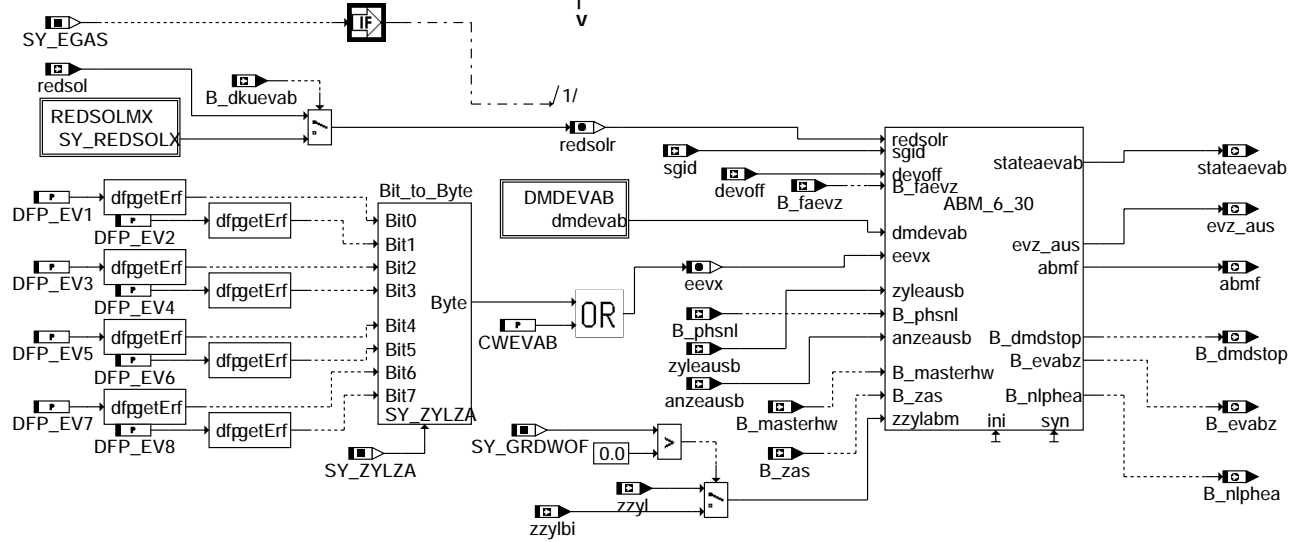 v
IF
SY_EGAS
redsol
B_dkuevab
1/
REDSOLMX
SY_REDSOLX
redsolr
redsolr
sgid
sgid
devoff
devoff
B_faevz
B_faevz
ABM_6_30
stateaevab
stateaevab
DFP_EV1
dfpgetErf
DFP_EV2
dfpgetErf
DFP_EV3
dfpgetErf
DFP_EV4
dfpgetErf
DFP_EV5
dfpgetErf
DFP_EV6
dfpgetErf
DFP_EV7
dfpgetErf
DFP_EV8
dfpgetErf
P
P
P
P
P
P
P
P
Bit_to_Byte
Bit0
Bit1
Bit2
Bit3
Bit4
Bit5
Bit6
Bit7
Byte
SY_ZYLZA
SY_ZYLZA
DMDEVAB
dmdevab
dmdevab
P
CWEVAB
OR
eevx
eevx
zyleausb
B_phsnl
B_phsnl
anzeausb
zyleausb
anzeausb
B_masterhw
B_masterhw
B_zas
B_zas
zzylabm
SY_GRDWOF
0.0
>
zzyl
zzylbi
evz_aus
evz_aus
abmf
abmf
B_dmdstop
B_dmdstop
B_evabz
B_evabz
B_nlphea
B_nlphea
ini
syn